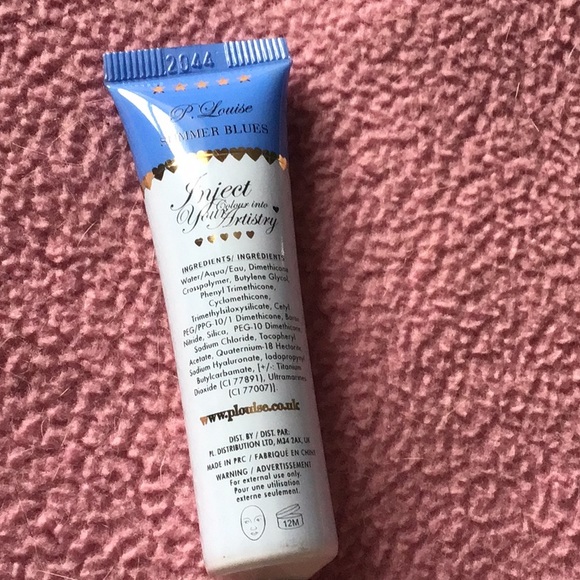 2044
P. Louise
SUMMER BLUES
Inject
Colour into
Your Artistry
INGREDIENTS/ INGRÉDIENTS
Water/Aqua/Eau, Dimethicone
Crosspolymer, Butylene Glycol,
Phenyl Trimethicone,
Cyclomethicone,
Trimethylsiloxysilicate, Cetyl
PEG/PPG 10/1 Dimethicone, Boron
Nitride, Silica, PEG-10 Dimethicone
Sodium Chloride, Tocopheryl
Acetate, Quaternium-18 Hectorite
Sodium Hyaluronate, Iodopropynyl
Butylcarbamate, [+/-: Titanium
Dioxide (CI 77891), Ultramarines
(CI 77007)].
www.plouise.co.uk
DIST. BY / DIST. PAR:
PL DISTRIBUTION LTD, M34 2AX, UK
MADE IN PRC / FABRIQUÉ EN CHINE
WARNING / ADVERTISSEMENT
For external use only.
Pour une utilisation
externe seulement.
12M